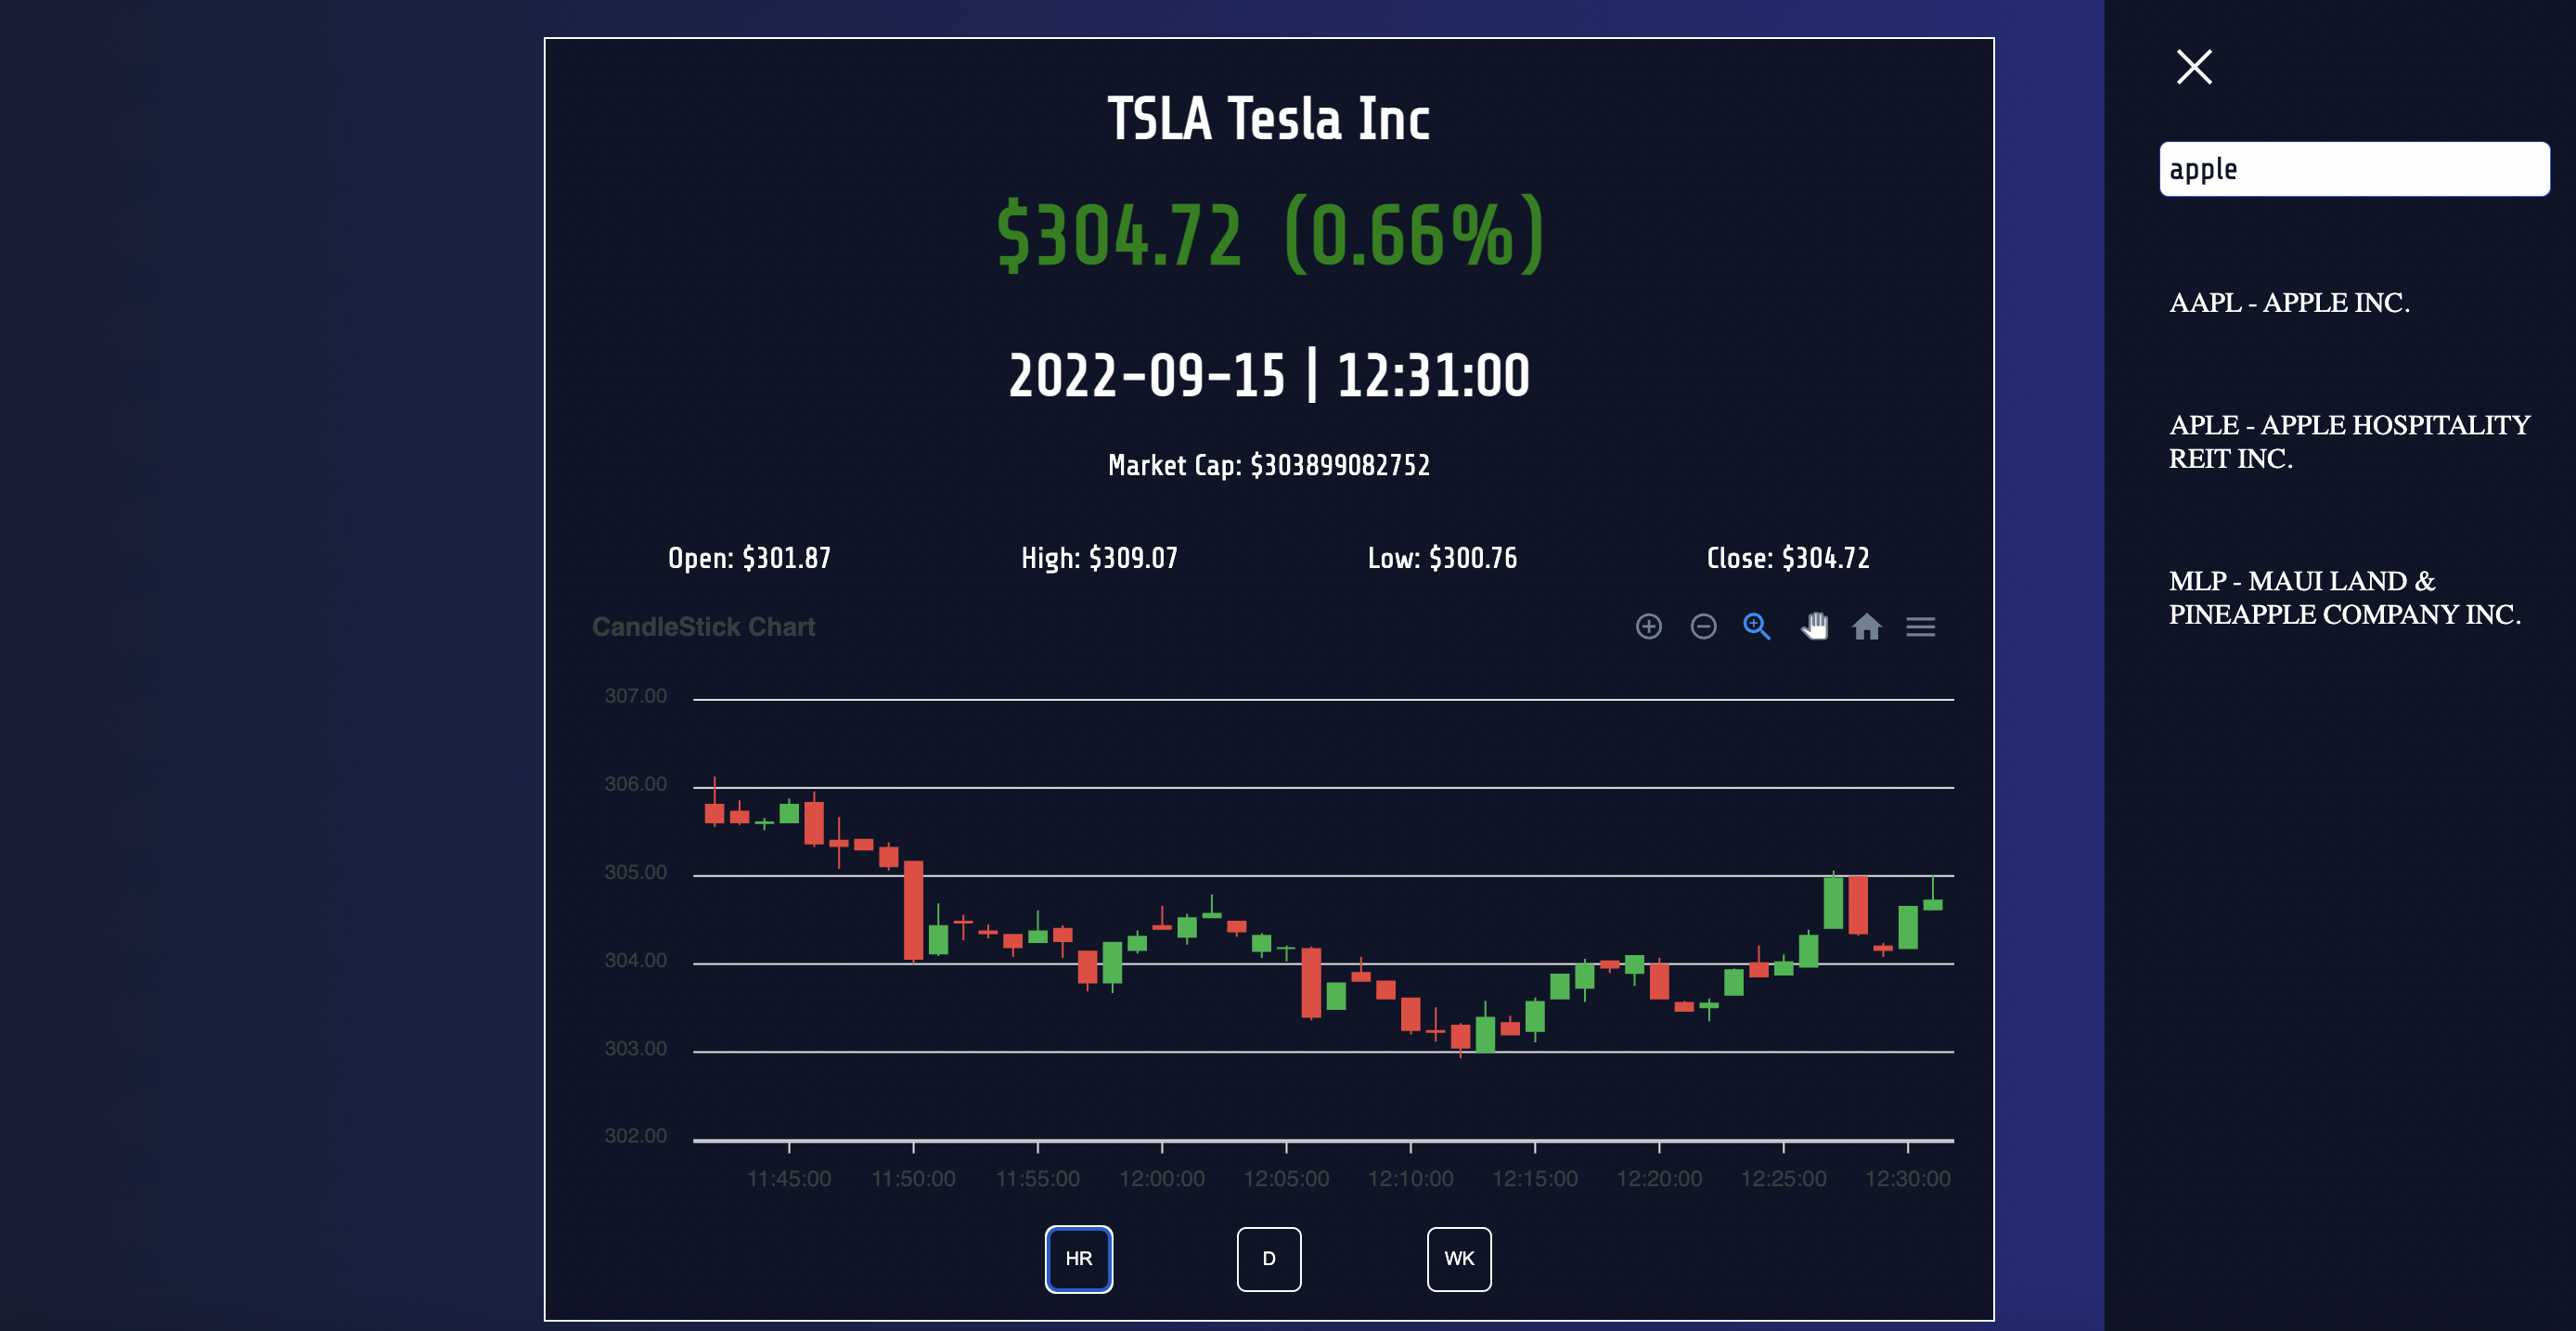 TSLA Tesla Inc
$304.72 (0.66%)
2022-09-15 | 12:31:00
Market Cap: $303899082752
Open: $301.87 High: $309.07 Low: $300.76 Close: $304.72
CandleStick Chart
307.00
306.00
305.00
304.00
303.00
302.00
11:45:00 11:50:00 11:55:00 12:00:00 12:05:00 12:10:00 12:15:00 12:20:00 12:25:00 12:30:00
HR D WK
apple
AAPL - APPLE INC.
APLE - APPLE HOSPITALITY
REIT INC.
MLP - MAUI LAND &
PINEAPPLE COMPANY INC.